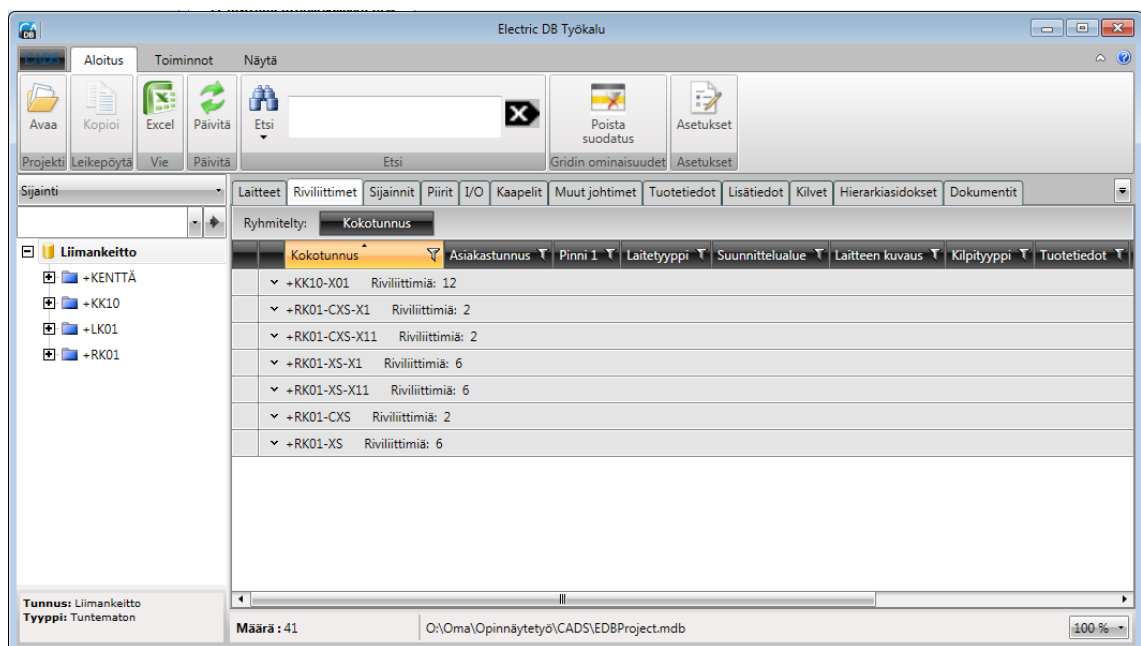 Electric DB Työkalu
CADS Aloitus Toiminnot Näytä
Avaa Kopioi Excel Päivitä Etsi Poista suodatus Asetukset
Projekti Leikepöytä Vie Päivitä Etsi Gridin ominaisuudet Asetukset
Sijainti
Laitteet Riviliittimet Sijainnit Piirit I/O Kaapelit Muut johtimet Tuotetiedot Lisätiedot Kilvet Hierarkiasidokset Dokumentit
Ryhmitelty: Kokotunnus
Liimankeitto
+KENTTÄ
+KK10
+LK01
+RK01
Kokotunnus Asiakastunnus Pinni 1 Laitetyyppi Suunnittelualue Laitteen kuvaus Kilpityyppi Tuotetiedot
+KK10-X01 Riviliittimiä: 12
+RK01-CXS-X1 Riviliittimiä: 2
+RK01-CXS-X11 Riviliittimiä: 2
+RK01-XS-X1 Riviliittimiä: 6
+RK01-XS-X11 Riviliittimiä: 6
+RK01-CXS Riviliittimiä: 2
+RK01-XS Riviliittimiä: 6
Tunnus: Liimankeitto
Tyyppi: Tuntematon
Määrä : 41 O:\Oma\Opinnäytetyö\CADS\EDBProject.mdb 100 %